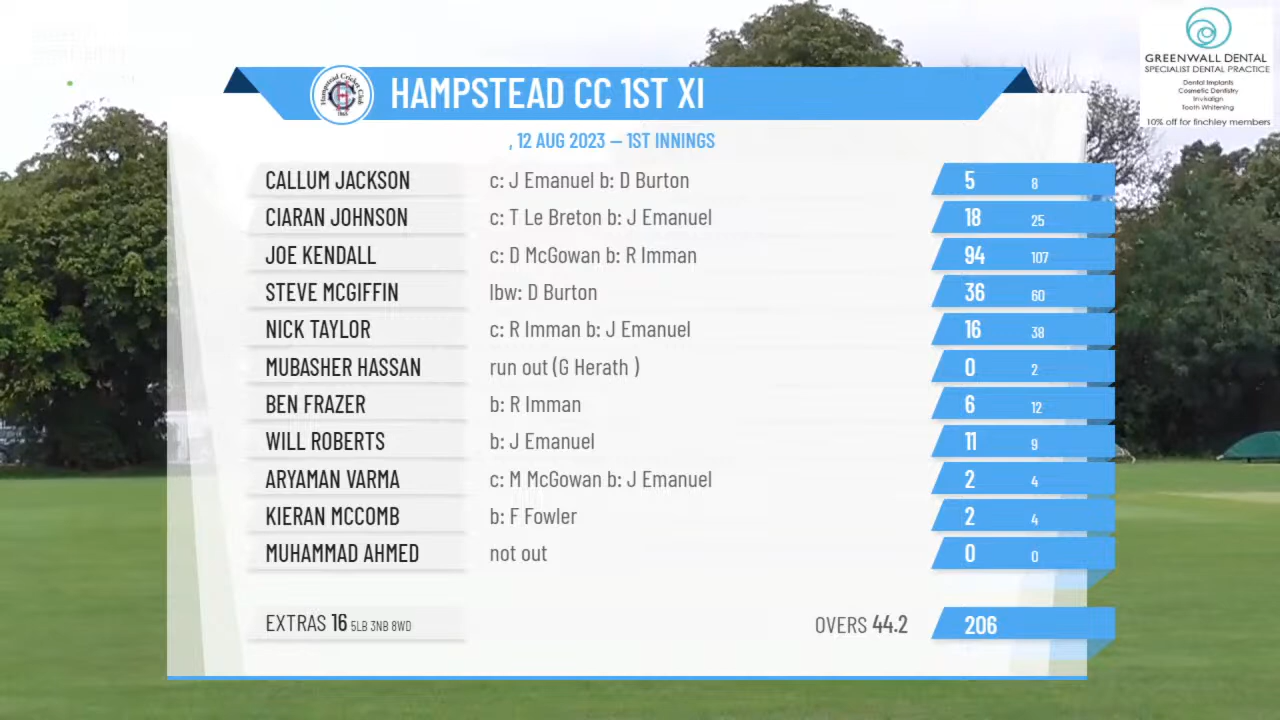 GREENWALL DENTAL
SPECIALIST DENTAL PRACTICE
Dental Implants
Cosmetic Dentistry
Invisalign
Tooth Whitening
10% off for finchley members
Hampstead Cricket Club
1865
HAMPSTEAD CC 1ST XI
, 12 AUG 2023 – 1ST INNINGS
CALLUM JACKSON c: J Emanuel b: D Burton 5 8
CIARAN JOHNSON c: T Le Breton b: J Emanuel 18 25
JOE KENDALL c: D McGowan b: R Imman 94 107
STEVE MCGIFFIN lbw: D Burton 36 60
NICK TAYLOR c: R Imman b: J Emanuel 16 38
MUBASHER HASSAN run out (G Herath ) 0 2
BEN FRAZER b: R Imman 6 12
WILL ROBERTS b: J Emanuel 11 9
ARYAMAN VARMA c: M McGowan b: J Emanuel 2 4
KIERAN MCCOMB b: F Fowler 2 4
MUHAMMAD AHMED not out 0 0
EXTRAS 16 5LB 3NB 8WD OVERS 44.2 206